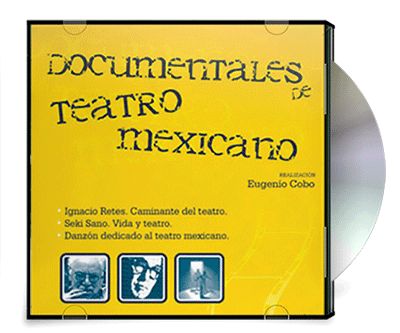 DOCUMENTALES
DE
TEATRO
MEXICANO
REALIZACIÓN
Eugenio Cobo
· Ignacio Retes. Caminante del teatro.
· Seki Sano. Vida y teatro.
· Danzón dedicado al teatro mexicano.